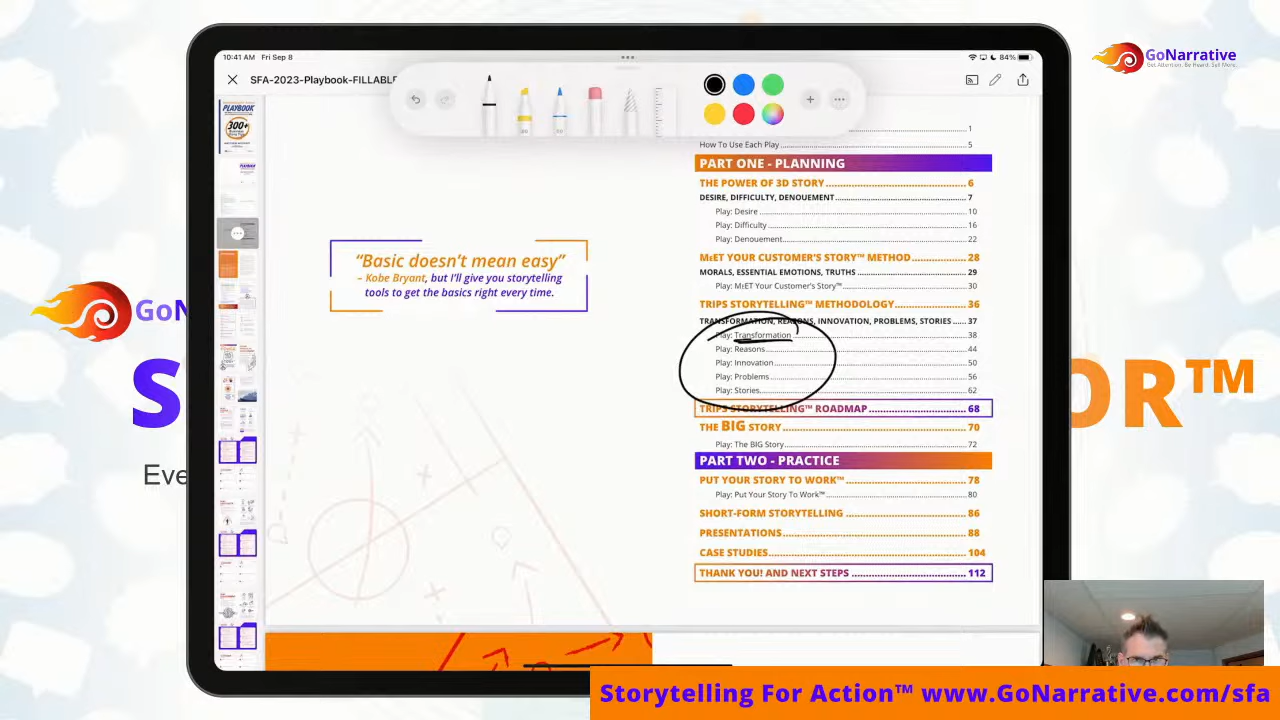 10:41 AM Fri Sep 8
84%
GoNarrative
Get Attention. Be Heard. Sell More.
SFA-2023-Playbook-FILLABLE
PLAYBOOK
300+
1
How To Use Each Play 5
PART ONE - PLANNING
THE POWER OF 3D STORY 6
DESIRE, DIFFICULTY, DENOUEMENT 7
Play: Desire 10
Play: Difficulty 16
Play: Denouement 22
MEET YOUR CUSTOMER'S STORY™ METHOD 28
MORALS, ESSENTIAL EMOTIONS, TRUTHS 29
Play: MEET Your Customer's Story™ 30
TRIPS STORYTELLING™ METHODOLOGY 36
TRANSFORMATION, REASONS, INNOVATION, PROBLEMS, STORIES 37
Play: Transformation 38
Play: Reasons 44
Play: Innovation 50
Play: Problems 56
Play: Stories 62
TRIPS STORYTELLING™ ROADMAP 68
THE BIG STORY 70
Play: The BIG Story 72
PART TWO - PRACTICE
PUT YOUR STORY TO WORK™ 78
Play: Put Your Story To Work™ 80
SHORT-FORM STORYTELLING 86
PRESENTATIONS 88
CASE STUDIES 104
THANK YOU! AND NEXT STEPS 112
“Basic doesn’t mean easy”
– Kobe Bryant, but I’ll give you storytelling
tools to get the basics right every time.
GoN
S
OR™
Eve
Storytelling For Action™ www.GoNarrative.com/sfa